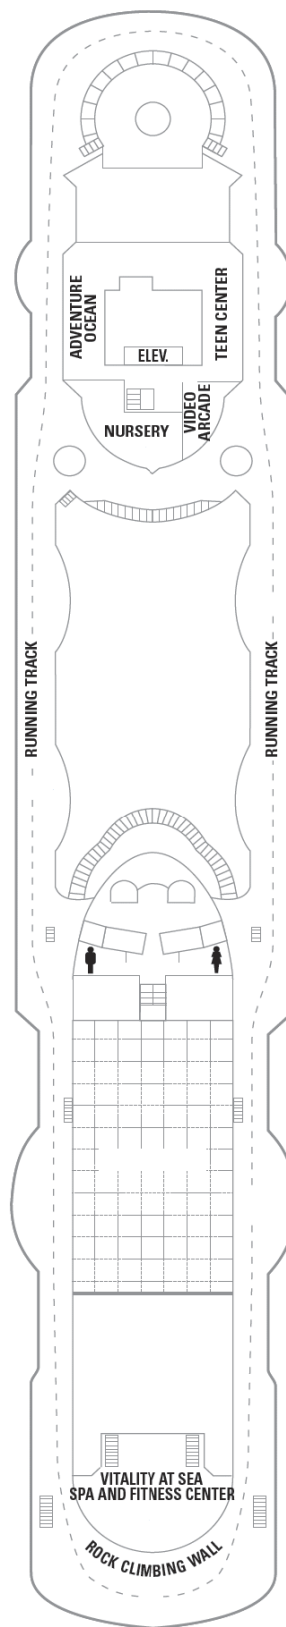 ADVENTURE
OCEAN
TEEN CENTER
ELEV.
VIDEO
ARCADE
NURSERY
RUNNING TRACK
RUNNING TRACK
VITALITY AT SEA
SPA AND FITNESS CENTER
ROCK CLIMBING WALL